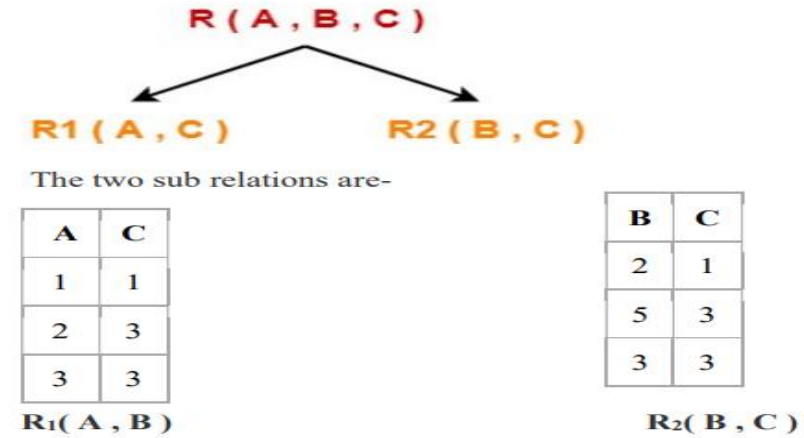 R ( A , B , C )
R1 ( A , C )
R2 ( B , C )
The two sub relations are-
A C
1 1
2 3
3 3
R1( A , B )
B C
2 1
5 3
3 3
R2( B , C )